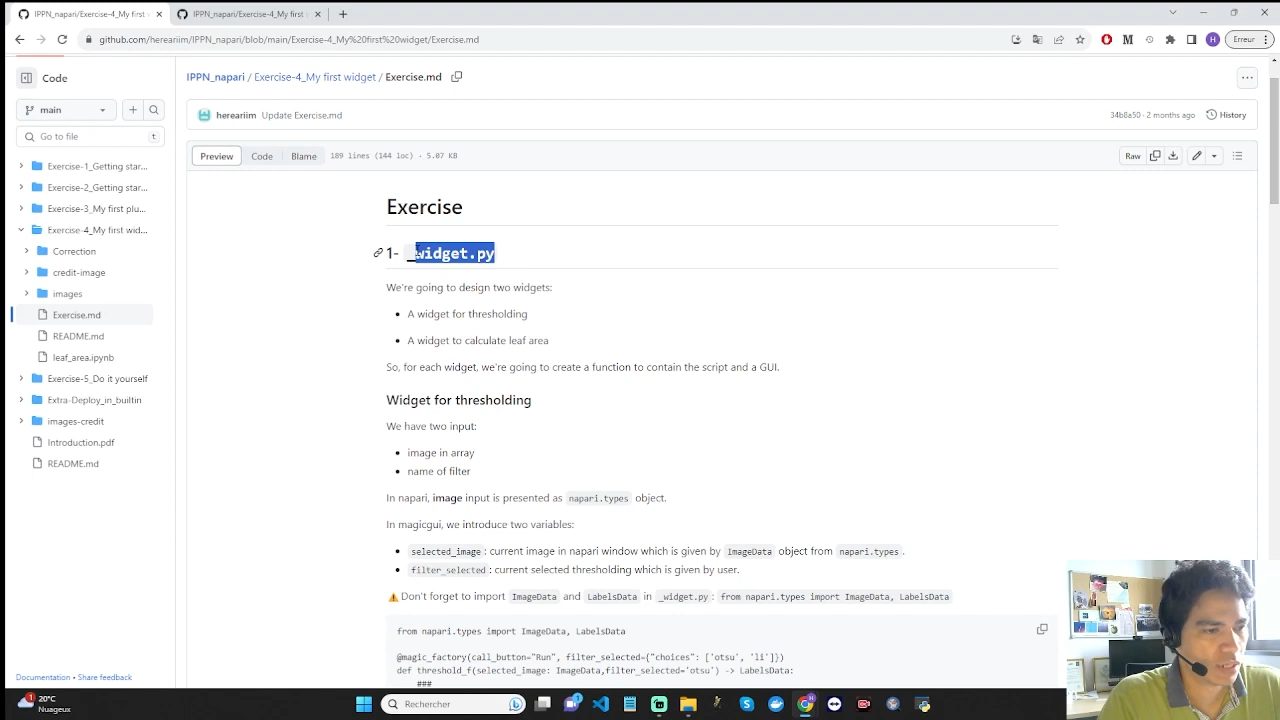 IPPN_napari/Exercise-4_My first
IPPN_napari/Exercise-4_My first
github.com/hereariim/IPPN_napari/blob/main/Exercise-4_My%20first%20widget/Exercise.md
Erreur
Code
IPPN_napari / Exercise-4_My first widget / Exercise.md
main
hereariim Update Exercise.md
34b8a50 · 2 months ago
History
Go to file
t
Preview
Code
Blame
189 lines (144 loc) · 5.07 KB
Raw
Exercise-1_Getting star...
Exercise-2_Getting star...
Exercise-3_My first plu...
Exercise-4_My first wid...
Correction
credit-image
images
Exercise.md
README.md
leaf_area.ipynb
Exercise-5_Do it yourself
Extra-Deploy_in_builtin
images-credit
Introduction.pdf
README.md
Documentation • Share feedback
Exercise
1- _widget.py
We're going to design two widgets:
• A widget for thresholding
• A widget to calculate leaf area
So, for each widget, we're going to create a function to contain the script and a GUI.
Widget for thresholding
We have two input:
• image in array
• name of filter
In napari, image input is presented as napari.types object.
In magicgui, we introduce two variables:
• selected_image : current image in napari window which is given by ImageData object from napari.types.
• filter_selected : current selected thresholding which is given by user.
⚠️ Don't forget to import ImageData and LabelsData in _widget.py : from napari.types import ImageData, LabelsData
from napari.types import ImageData, LabelsData
@magic_factory(call_button="Run", filter_selected={"choices": ['otsu', 'li']})
def threshold_f(selected_image: ImageData,filter_selected='otsu') -> LabelsData:
###
20°C
Nuageux
Rechercher